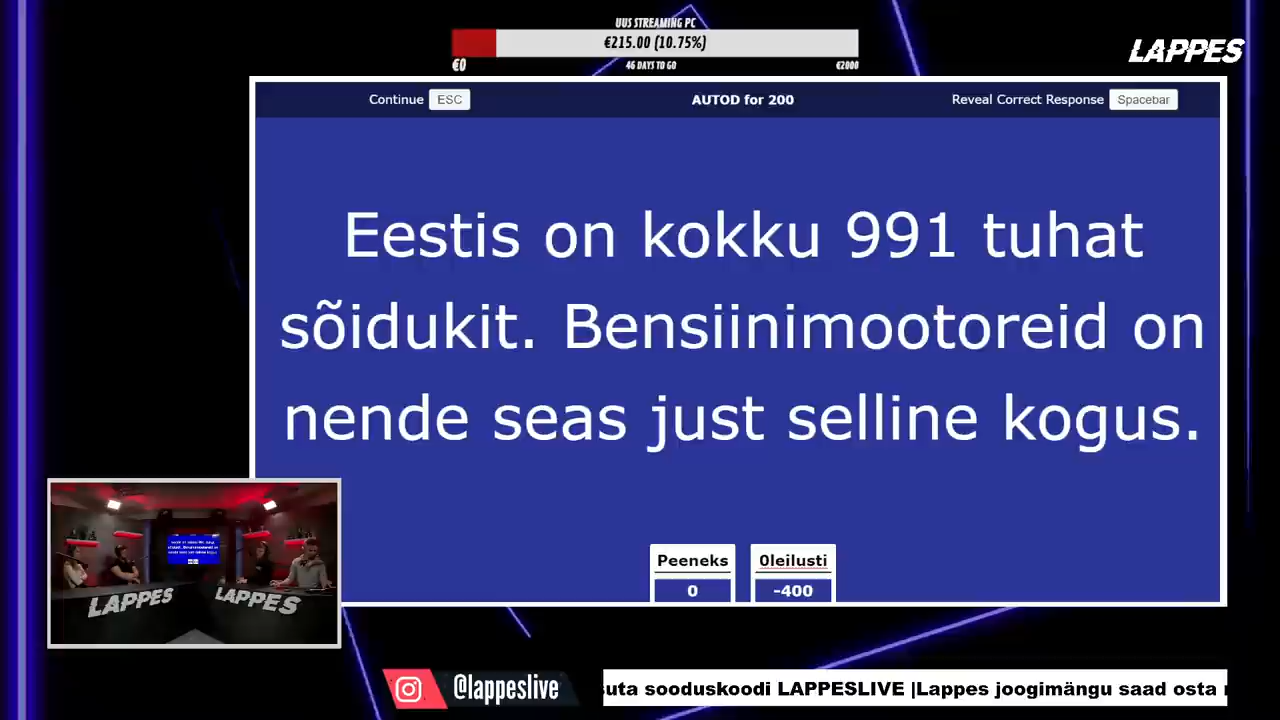 UUS STREAMING PC
€215.00 (10.75%)
€0
46 DAYS TO GO
€2000
LAPPES
Continue ESC
AUTOD for 200
Reveal Correct Response Spacebar
Eestis on kokku 991 tuhat
sõidukit. Bensiinimootoreid on
nende seas just selline kogus.
Peeneks
0leilusti
0
-400
LAPPES
LAPPES
@lappeslive
sooduskoodi LAPPESLIVE |Lappes joogimängu saad osta